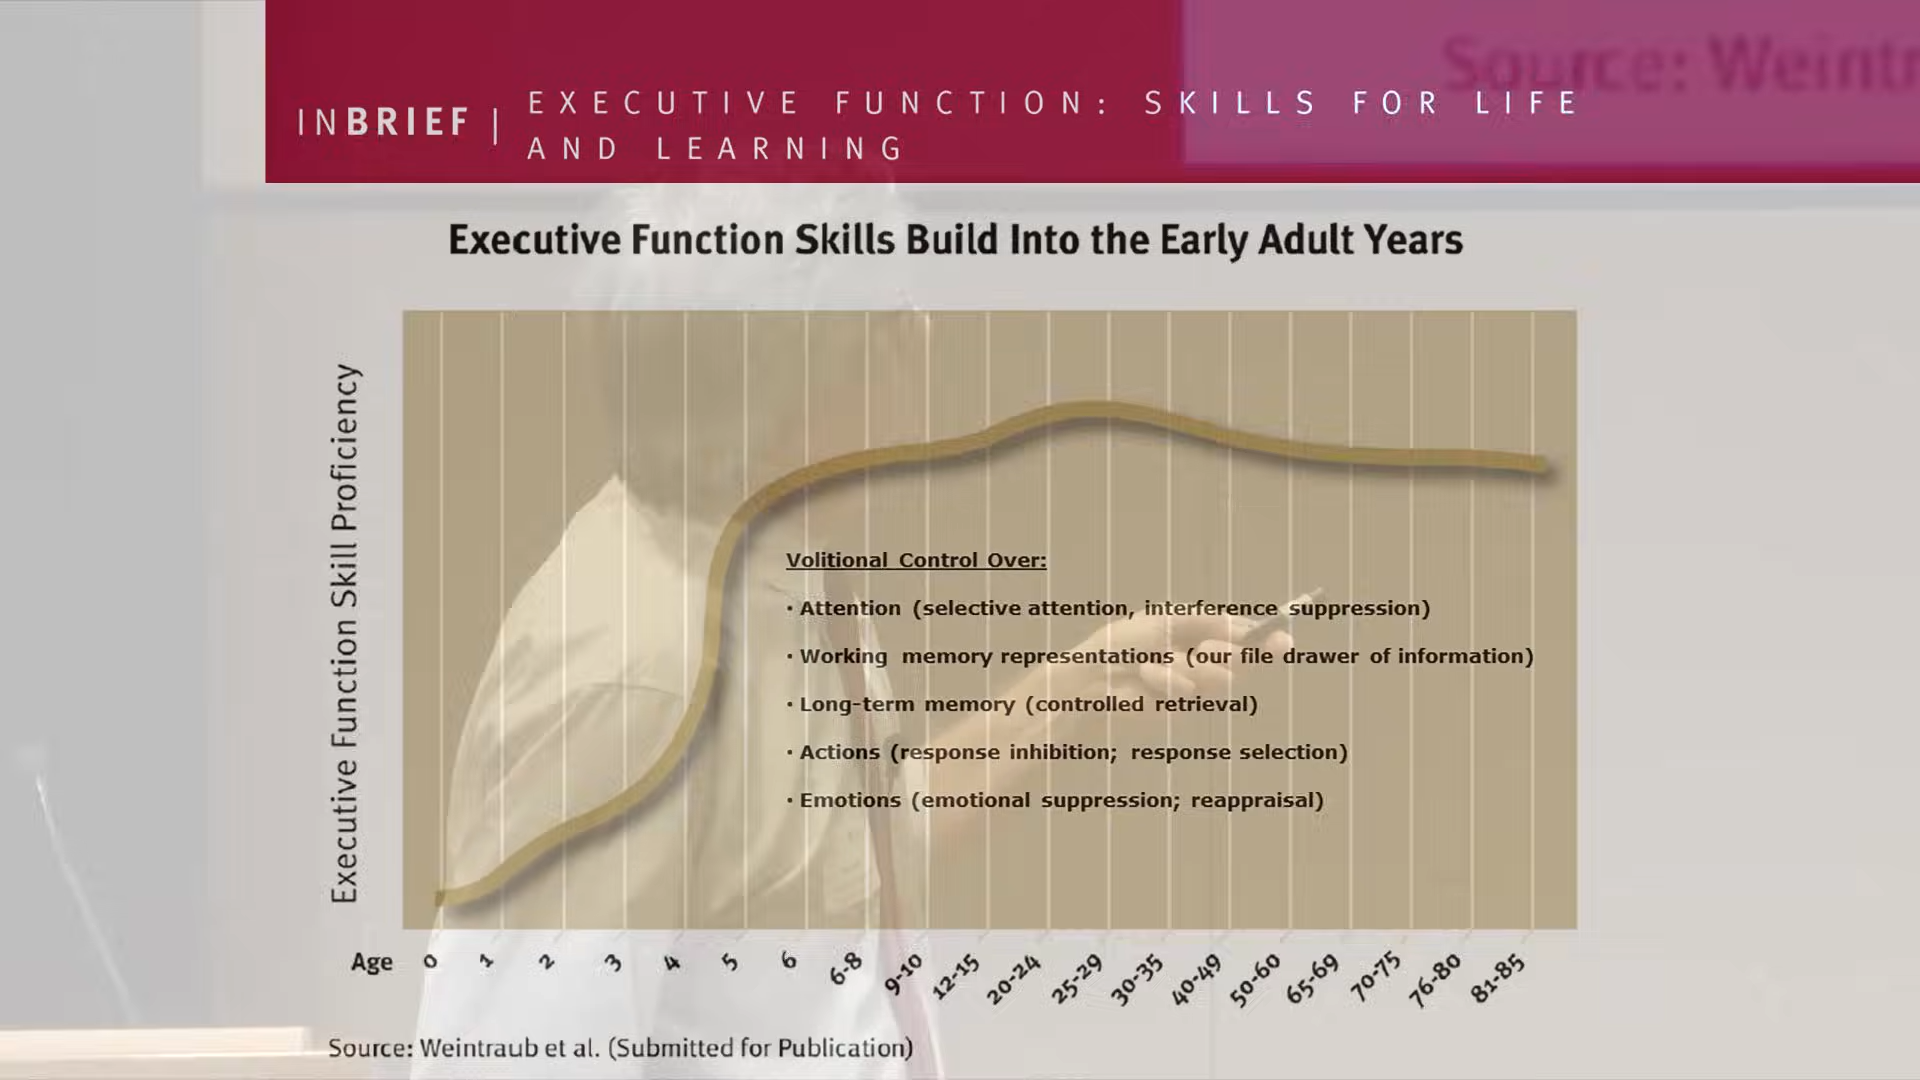 Source: Weintr
INBRIEF | EXECUTIVE FUNCTION: SKILLS FOR LIFE
AND LEARNING
Executive Function Skills Build Into the Early Adult Years
Executive Function Skill Proficiency
Volitional Control Over:
· Attention (selective attention, interference suppression)
· Working memory representations (our file drawer of information)
· Long-term memory (controlled retrieval)
· Actions (response inhibition; response selection)
· Emotions (emotional suppression; reappraisal)
Age 0 1 2 3 4 5 6 6-8 9-10 12-15 20-24 25-29 30-35 40-49 50-60 65-69 70-75 76-80 81-85
Source: Weintraub et al. (Submitted for Publication)